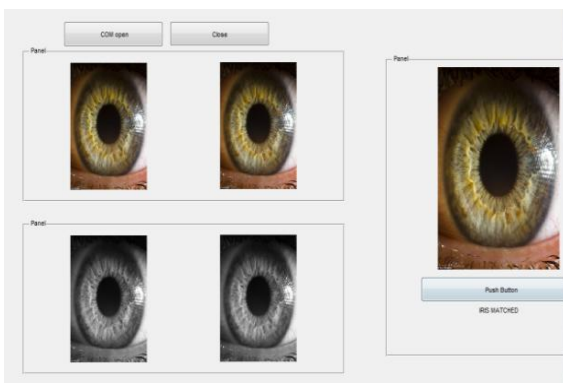 COM open
Close
Panel
Panel
Panel
Push Button
IRIS MATCHED